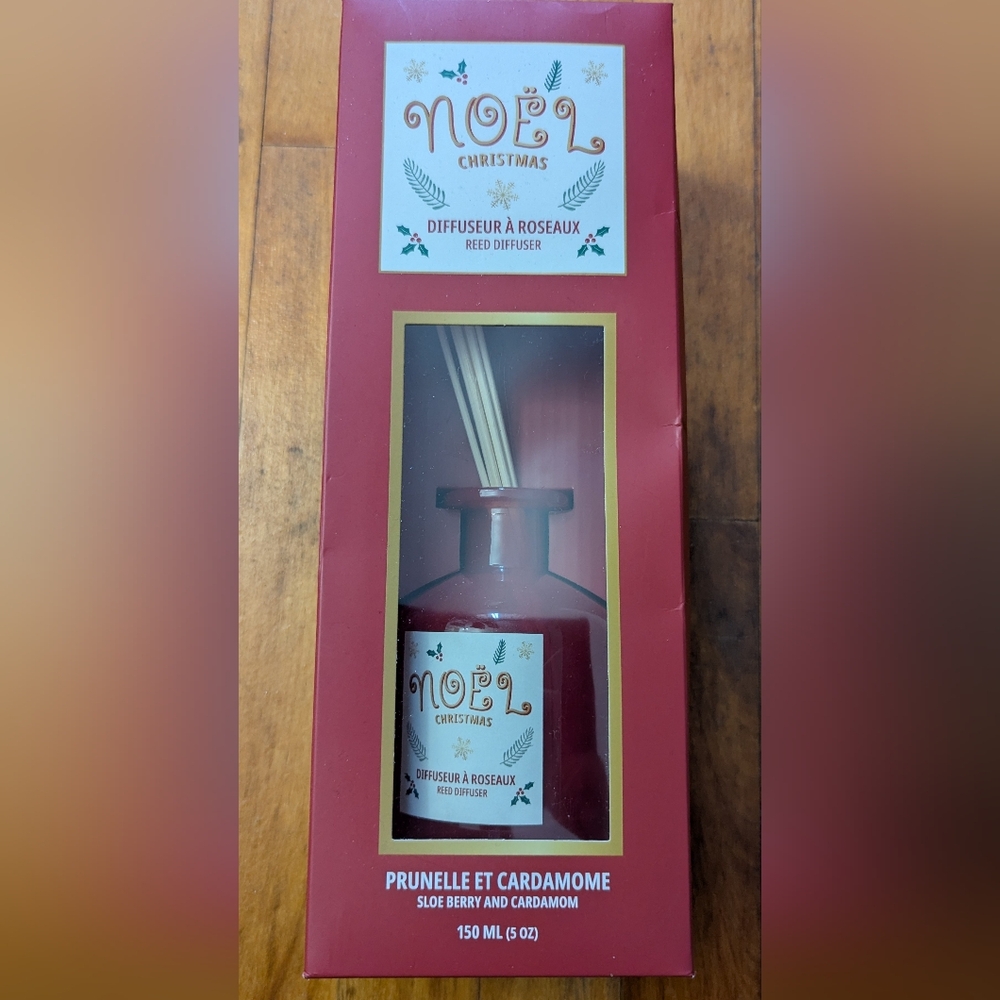 NOËL
CHRISTMAS
DIFFUSEUR À ROSEAUX
REED DIFFUSER
NOËL
CHRISTMAS
DIFFUSEUR À ROSEAUX
REED DIFFUSER
PRUNELLE ET CARDAMOME
SLOE BERRY AND CARDAMOM
150 ML (5 OZ)